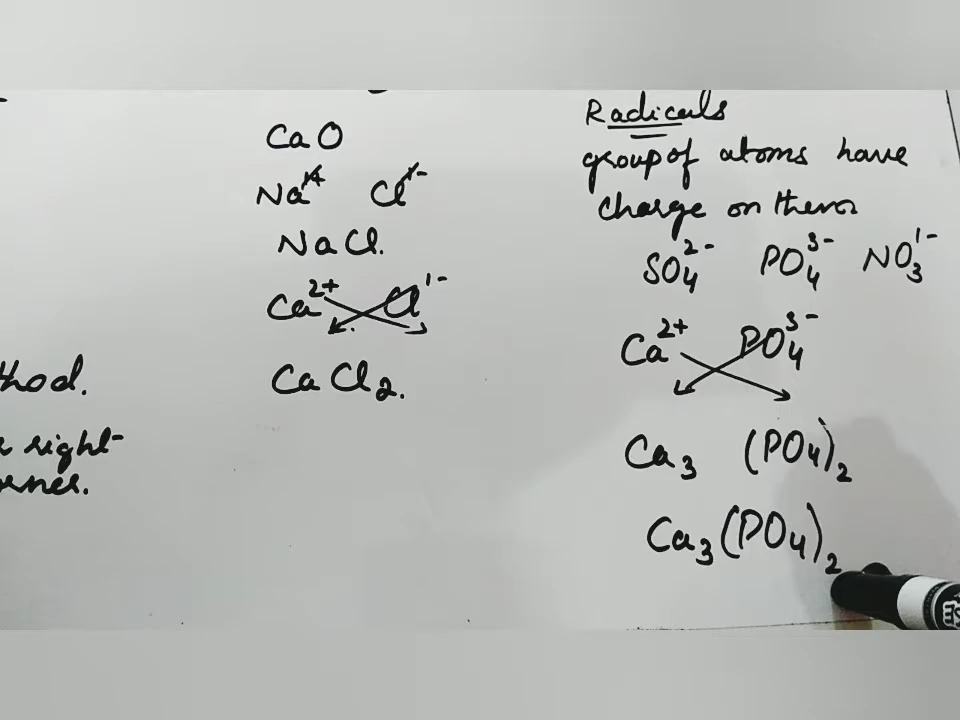 CaO
Na¹⁺ Cl¹⁻
NaCl.
Ca²⁺ Cl¹⁻
CaCl₂.
thod.
right-
Radicals
group of atoms have
charge on them
SO₄²⁻ PO₄³⁻ NO₃¹⁻
Ca²⁺ PO₄³⁻
Ca₃ (PO₄)₂
Ca₃(PO₄)₂